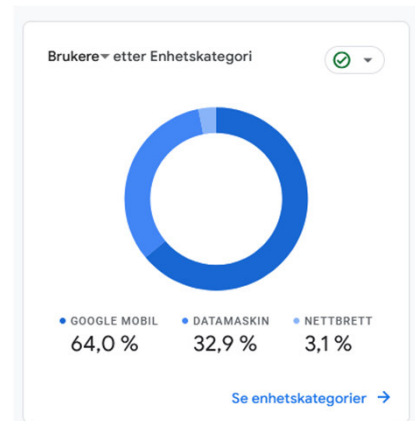 Brukere etter Enhetskategori
GOOGLE MOBIL DATAMASKIN NETTBRETT
64,0 % 32,9 % 3,1 %
Se enhetskategorier →